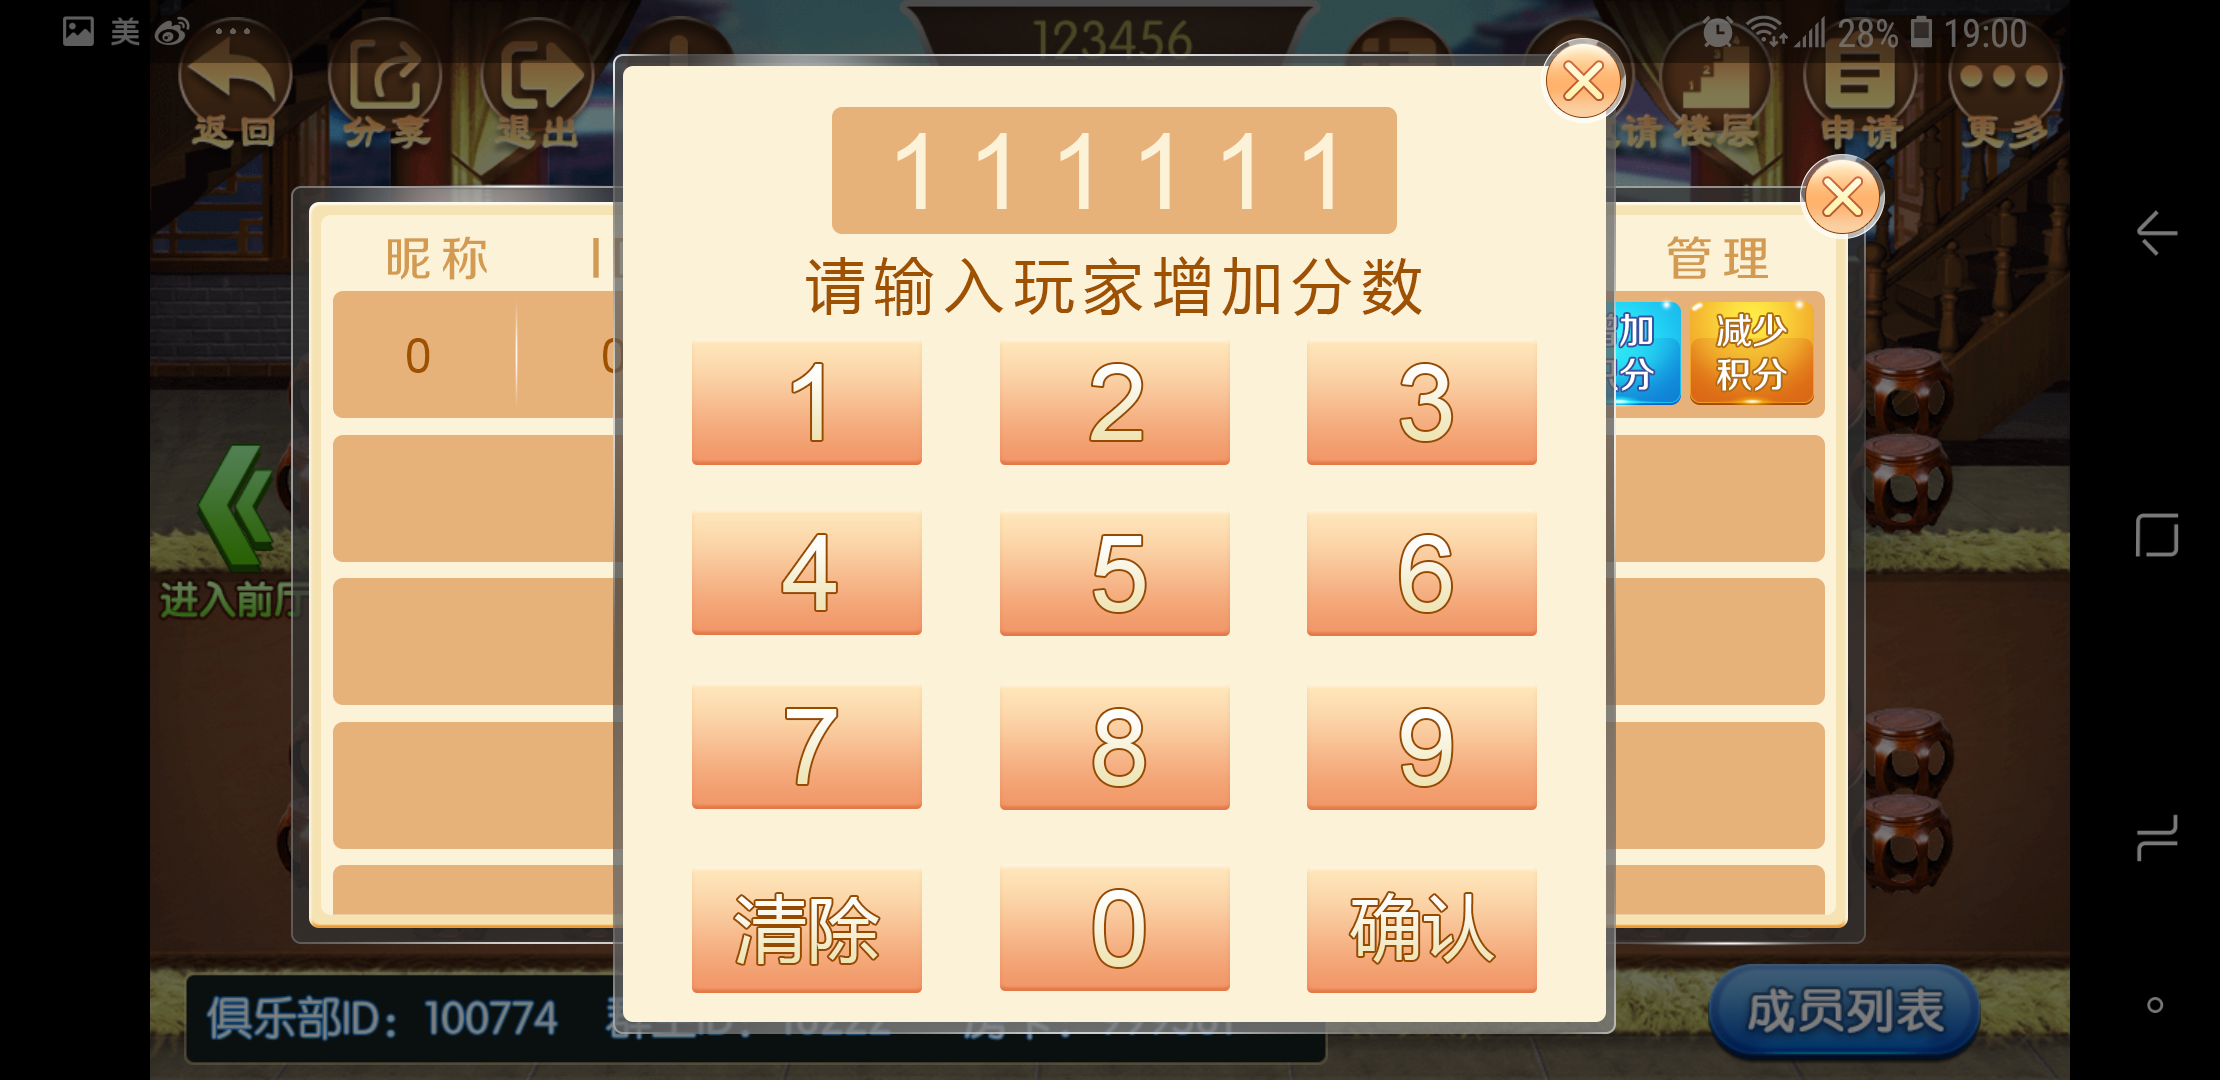 美 ... 28% 19:00
123456
返回 分享 退出 请 楼层 申请 更多
111111
请输入玩家增加分数
昵称 管理
0 0
加 减少
分 积分
1 2 3
4 5 6
7 8 9
清除 0 确认
进入前厅
俱乐部ID：100774
成员列表